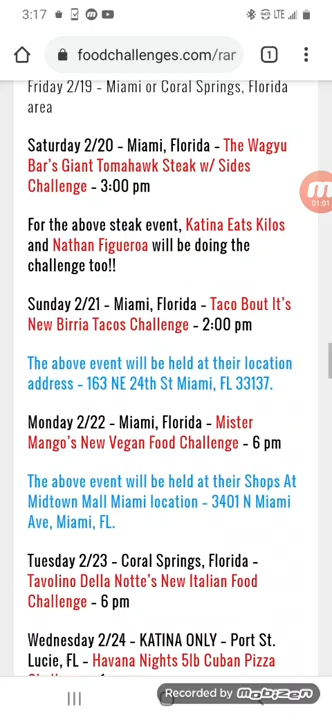 3:17
LTE
foodchallenges.com/ran
1
Friday 2/19 - Miami or Coral Springs, Florida
area
Saturday 2/20 - Miami, Florida - The Wagyu
Bar's Giant Tomahawk Steak w/ Sides
Challenge - 3:00 pm
01:01
For the above steak event, Katina Eats Kilos
and Nathan Figueroa will be doing the
challenge too!!
Sunday 2/21 - Miami, Florida - Taco Bout It's
New Birria Tacos Challenge - 2:00 pm
The above event will be held at their location
address - 163 NE 24th St Miami, FL 33137.
Monday 2/22 - Miami, Florida - Mister
Mango's New Vegan Food Challenge - 6 pm
The above event will be held at their Shops At
Midtown Mall Miami location - 3401 N Miami
Ave, Miami, FL.
Tuesday 2/23 - Coral Springs, Florida -
Tavolino Della Notte's New Italian Food
Challenge - 6 pm
Wednesday 2/24 - KATINA ONLY - Port St.
Lucie, FL - Havana Nights 5lb Cuban Pizza
Recorded by Mobizen